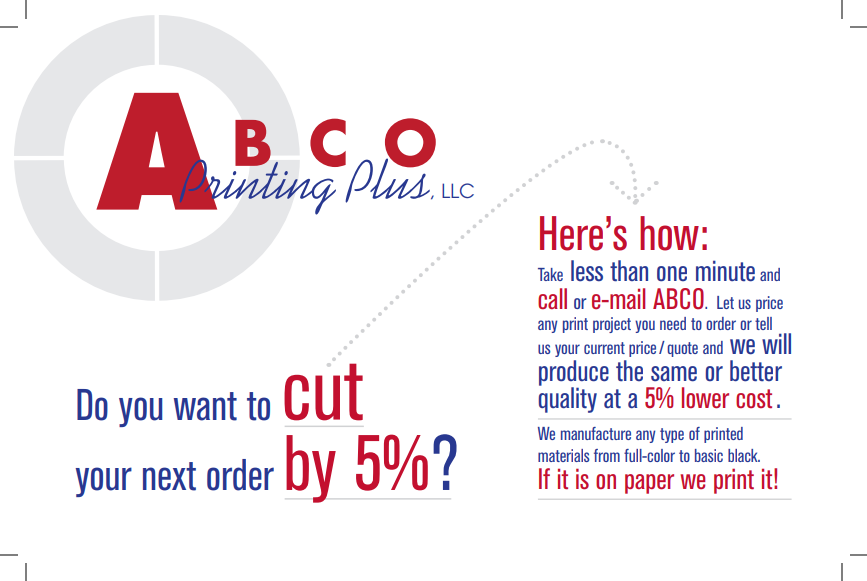 ABCO
Printing Plus, LLC
Do you want to cut
your next order by 5%?
Here's how:
Take less than one minute and
call or e-mail ABCO. Let us price
any print project you need to order or tell
us your current price/quote and we will
produce the same or better
quality at a 5% lower cost.
We manufacture any type of printed
materials from full-color to basic black.
If it is on paper we print it!